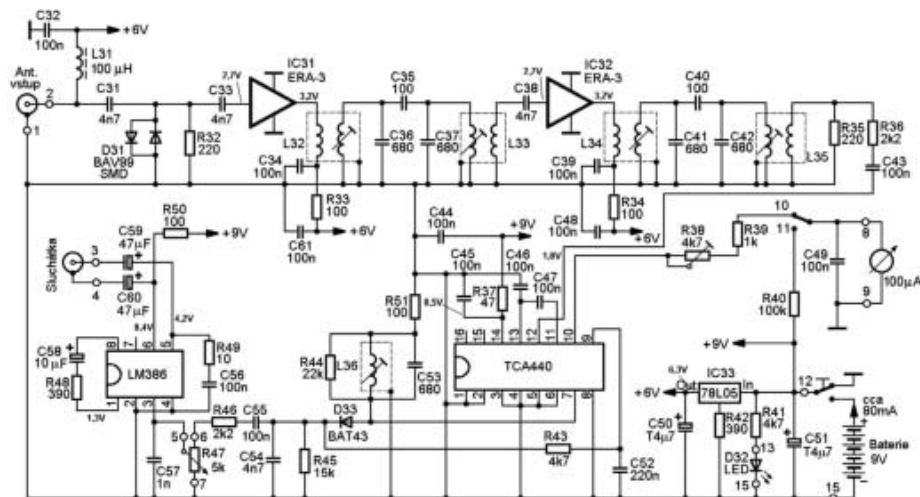 C32
100n
+6V
L31
100 µH
Ant.
vstup
2
1
C31
4n7
C33
4n7
2,7V
IC31
ERA-3
3,2V
D31
BAV99
SMD
R32
220
C34
100n
L32
C35
100
C36
680
C37
680
L33
C38
4n7
2,7V
IC32
ERA-3
3,2V
C39
100n
L34
C40
100
C41
680
C42
680
L35
R35
220
R36
2k2
C43
100n
R33
100
C61
100n
+6V
R34
100
C48
100n
+6V
R50
100
+9V
C59
47µF
Sluchátka
3
4
C60
47µF
8,4V
4,2V
C44
100n
+9V
C45
100n
C46
100n
R37
47
C47
100n
1,8V
8,5V
R51
100
R38
4k7
R39
1k
10
11
C49
100n
8
9
100µA
R40
100k
C58
10µF
R48
390
8
7
6
5
LM386
1
2
3
4
1,3V
R49
10
C56
100n
R44
22k
L36
C53
680
16
15
14
13
12
11
10
9
TCA440
1
2
3
4
5
6
7
8
+9V
6,3V
Out
IC33
78L05
In
+6V
12
cca
80mA
C50
T4µ7
R42
390
R41
4k7
13
D32
LED
15
C51
T4µ7
Baterie
9V
15
5
6
R46
2k2
C55
100n
D33
BAT43
R47
5k
7
C57
1n
C54
4n7
R45
15k
R43
4k7
C52
220n